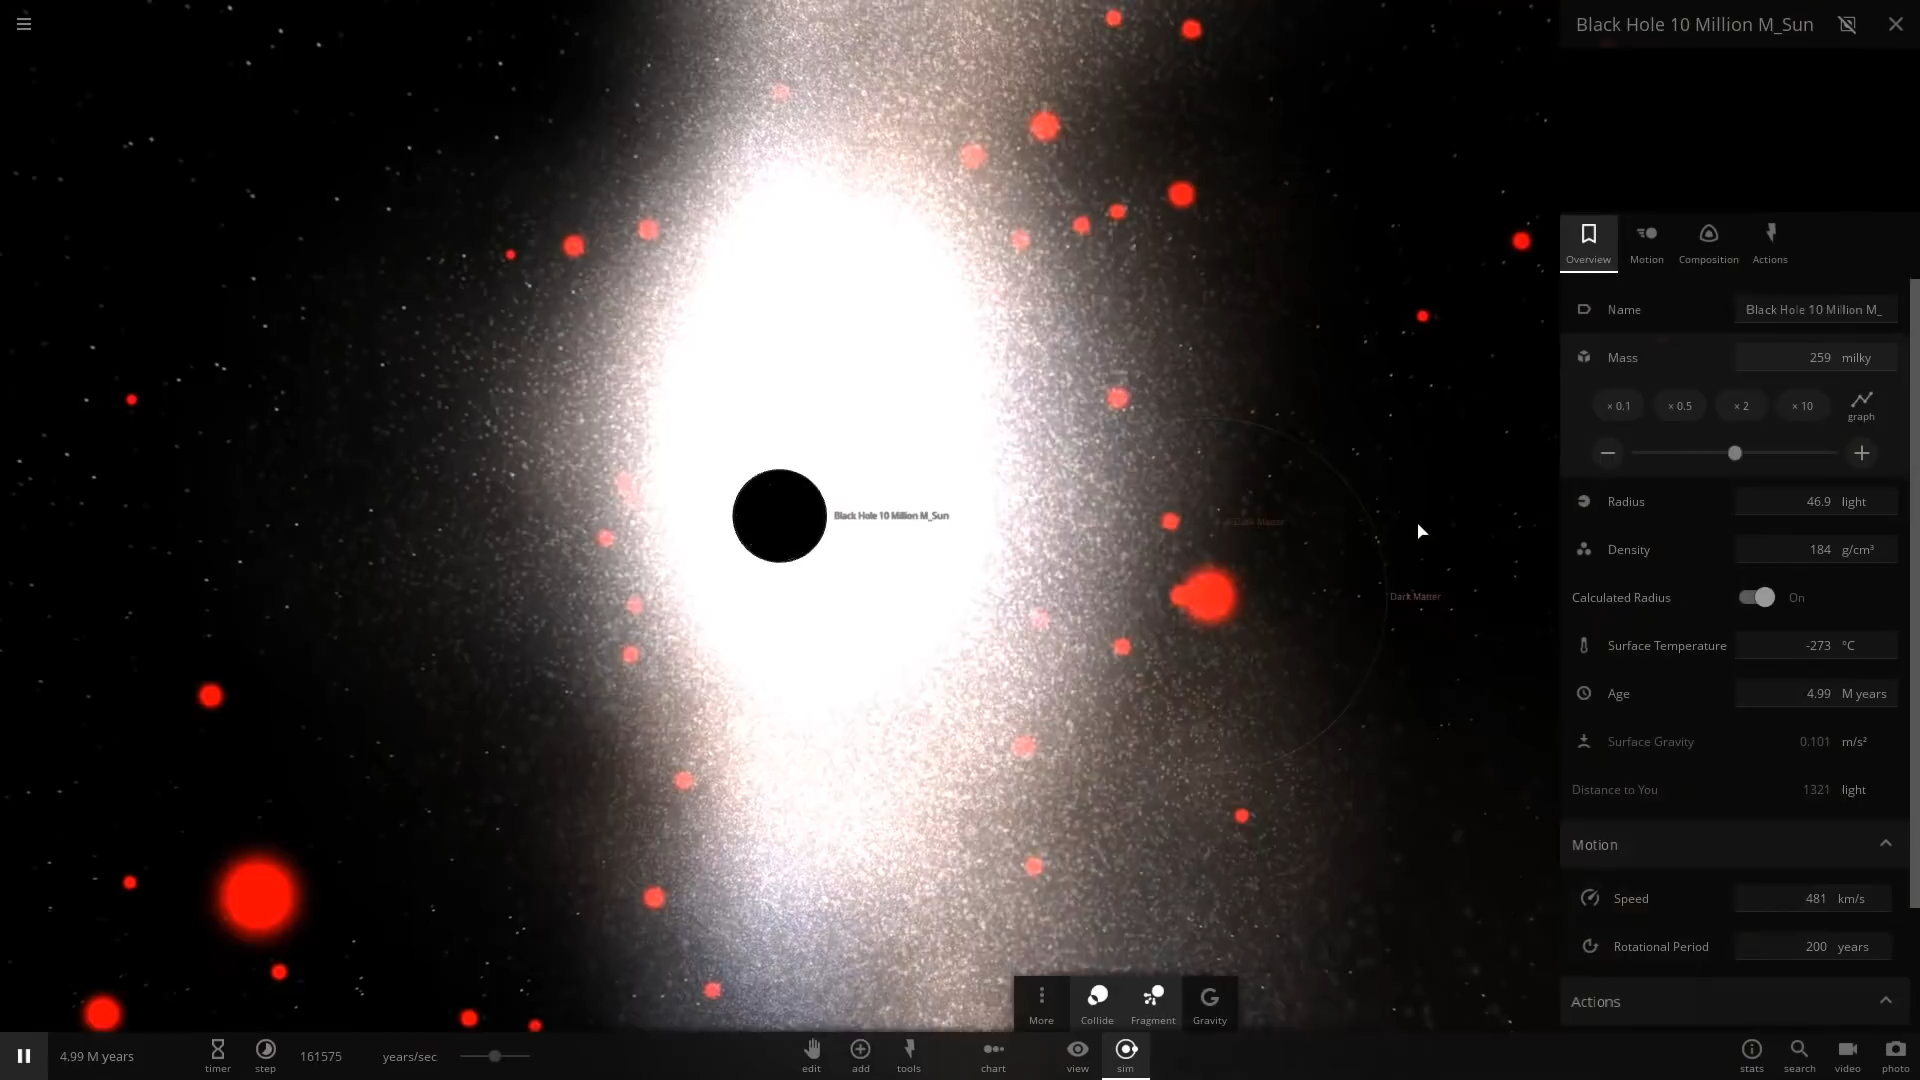 Black Hole 10 Million M_Sun
Overview
Motion
Composition
Actions
Name
Black Hole 10 Million M_
Mass
259 milky
× 0.1
× 0.5
× 2
× 10
graph
Radius
46.9 light
Density
184 g/cm³
Calculated Radius
On
Surface Temperature
-273 °C
Age
4.99 M years
Surface Gravity
0.101 m/s²
Distance to You
1321 light
Motion
Speed
481 km/s
Rotational Period
200 years
Actions
Black Hole 10 Million M_Sun
Dark Matter
Dark Matter
More
Collide
Fragment
Gravity
4.99 M years
timer
step
161575 years/sec
edit
add
tools
chart
view
sim
stats
search
video
photo